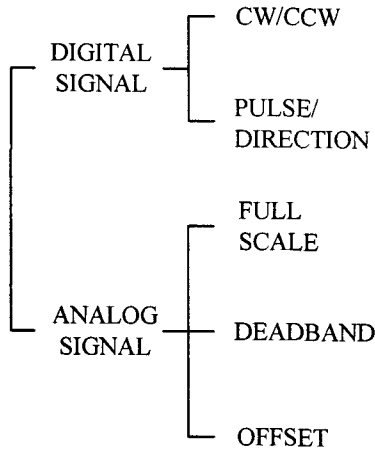 DIGITAL
SIGNAL
CW/CCW
PULSE/
DIRECTION
ANALOG
SIGNAL
FULL
SCALE
DEADBAND
OFFSET